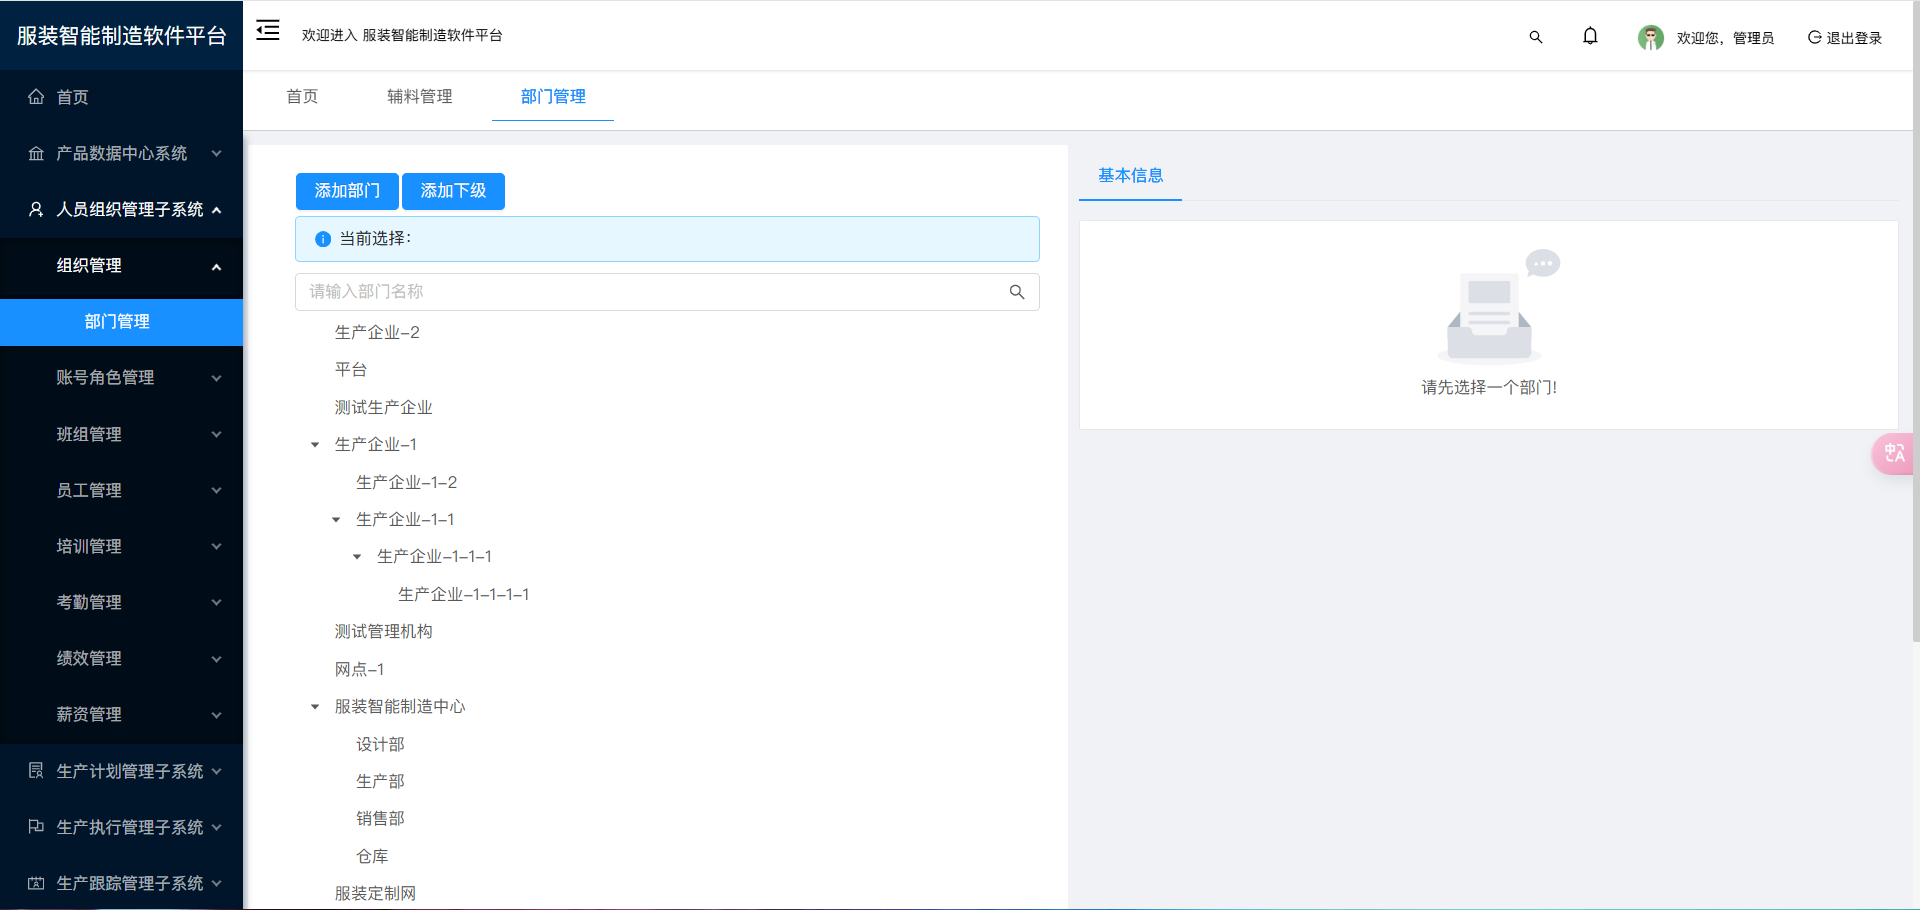 服装智能制造软件平台
首页
产品数据中心系统
人员组织管理子系统
组织管理
部门管理
账号角色管理
班组管理
员工管理
培训管理
考勤管理
绩效管理
薪资管理
生产计划管理子系统
生产执行管理子系统
生产跟踪管理子系统
欢迎进入 服装智能制造软件平台
欢迎您，管理员
退出登录
首页
辅料管理
部门管理
添加部门
添加下级
当前选择：
请输入部门名称
生产企业-2
平台
测试生产企业
生产企业-1
生产企业-1-2
生产企业-1-1
生产企业-1-1-1
生产企业-1-1-1-1
测试管理机构
网点-1
服装智能制造中心
设计部
生产部
销售部
仓库
服装定制网
基本信息
请先选择一个部门!
中A